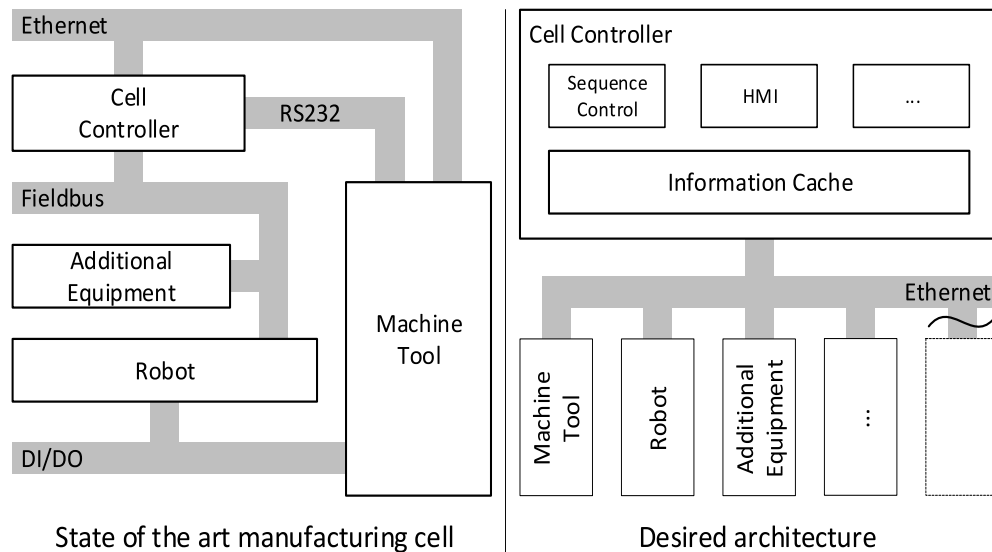 Ethernet
Cell
Controller
RS232
Fieldbus
Additional
Equipment
Robot
Machine
Tool
DI/DO
State of the art manufacturing cell
Cell Controller
Sequence
Control
HMI
...
Information Cache
Ethernet
Machine
Tool
Robot
Additional
Equipment
...
Desired architecture